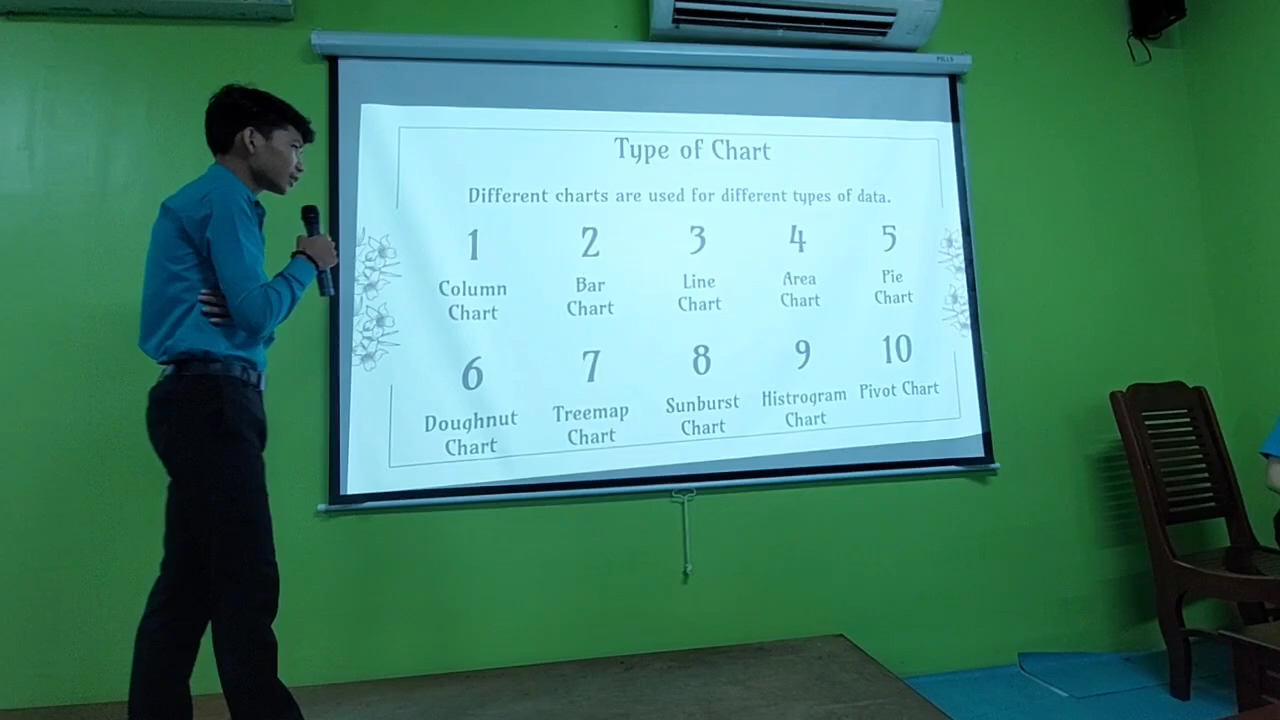 Type of Chart
Different charts are used for different types of data.
1
Column
Chart
2
Bar
Chart
3
Line
Chart
4
Area
Chart
5
Pie
Chart
6
Doughnut
Chart
7
Treemap
Chart
8
Sunburst
Chart
9
Histrogram
Chart
10
Pivot Chart